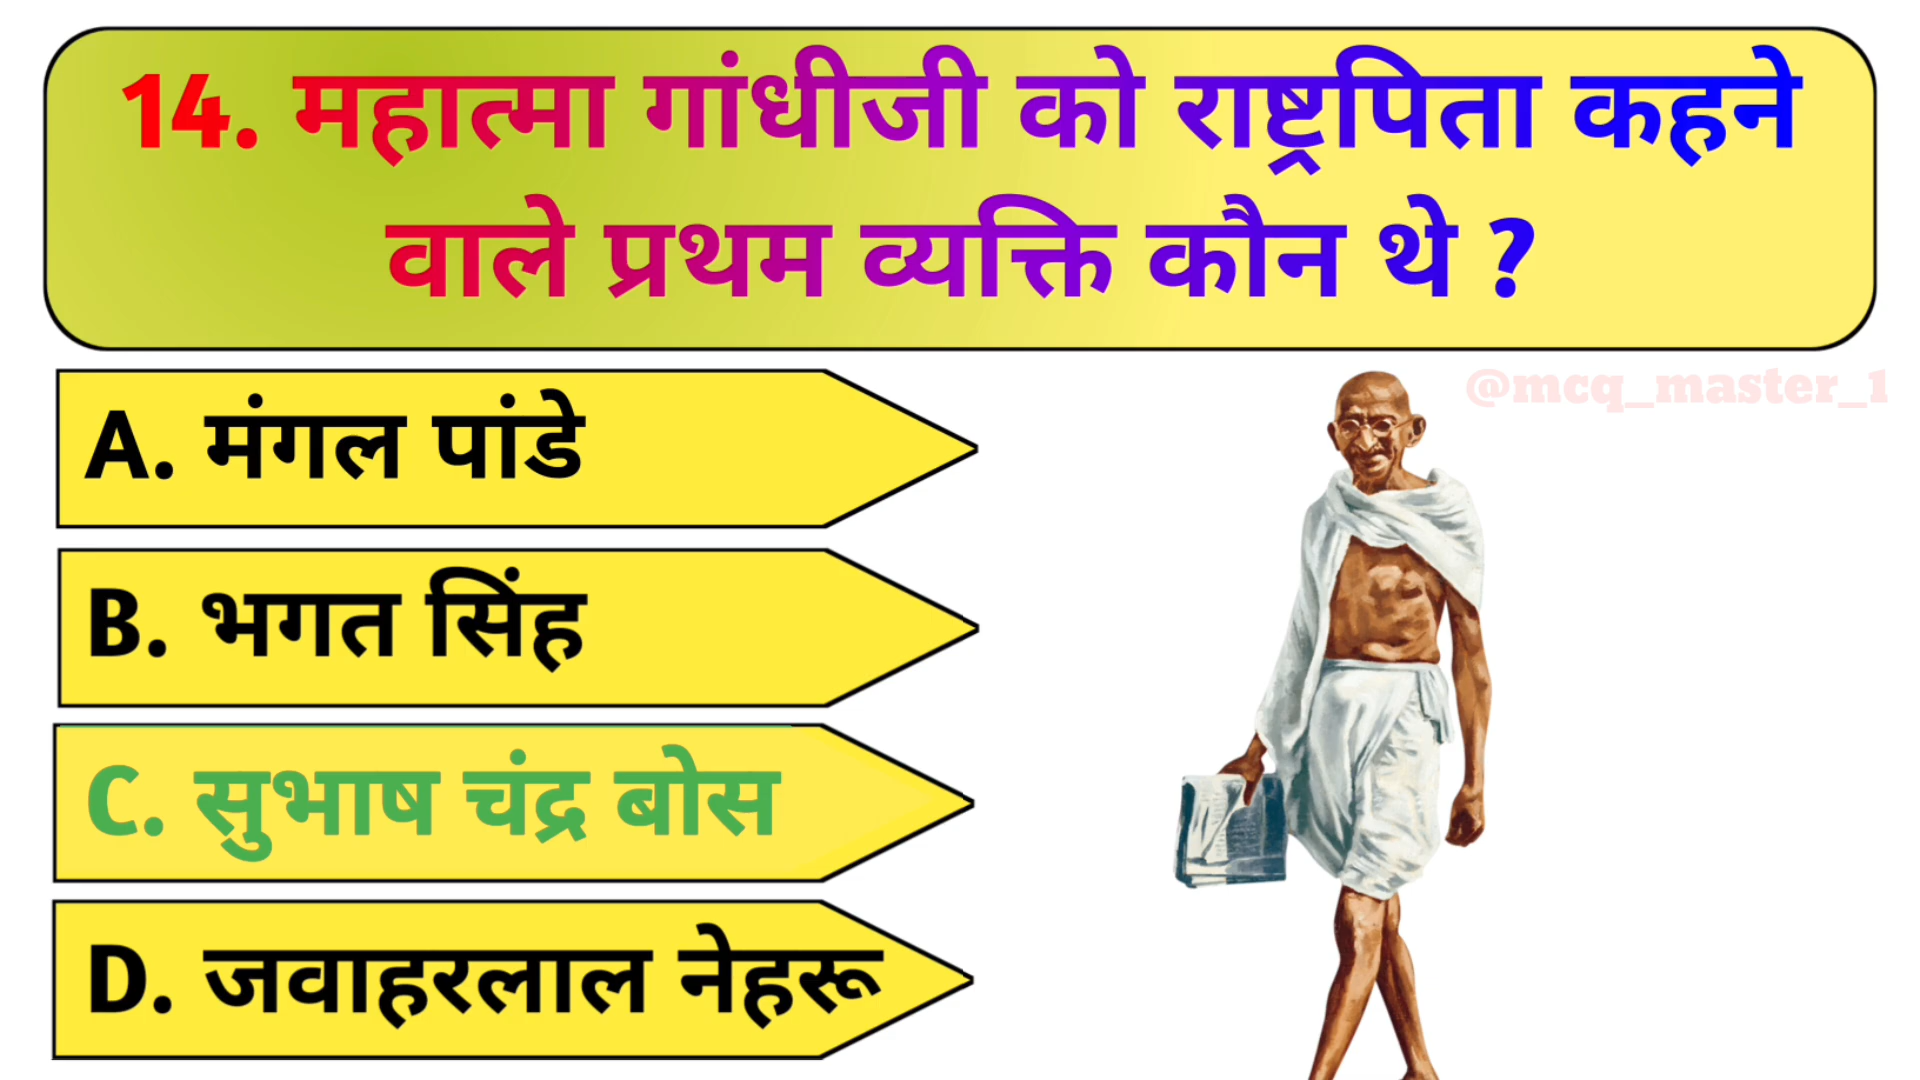 14. महात्मा गांधीजी को राष्ट्रपिता कहने
वाले प्रथम व्यक्ति कौन थे ?
@mcq_master_1
A. मंगल पांडे
B. भगत सिंह
C. सुभाष चंद्र बोस
D. जवाहरलाल नेहरू